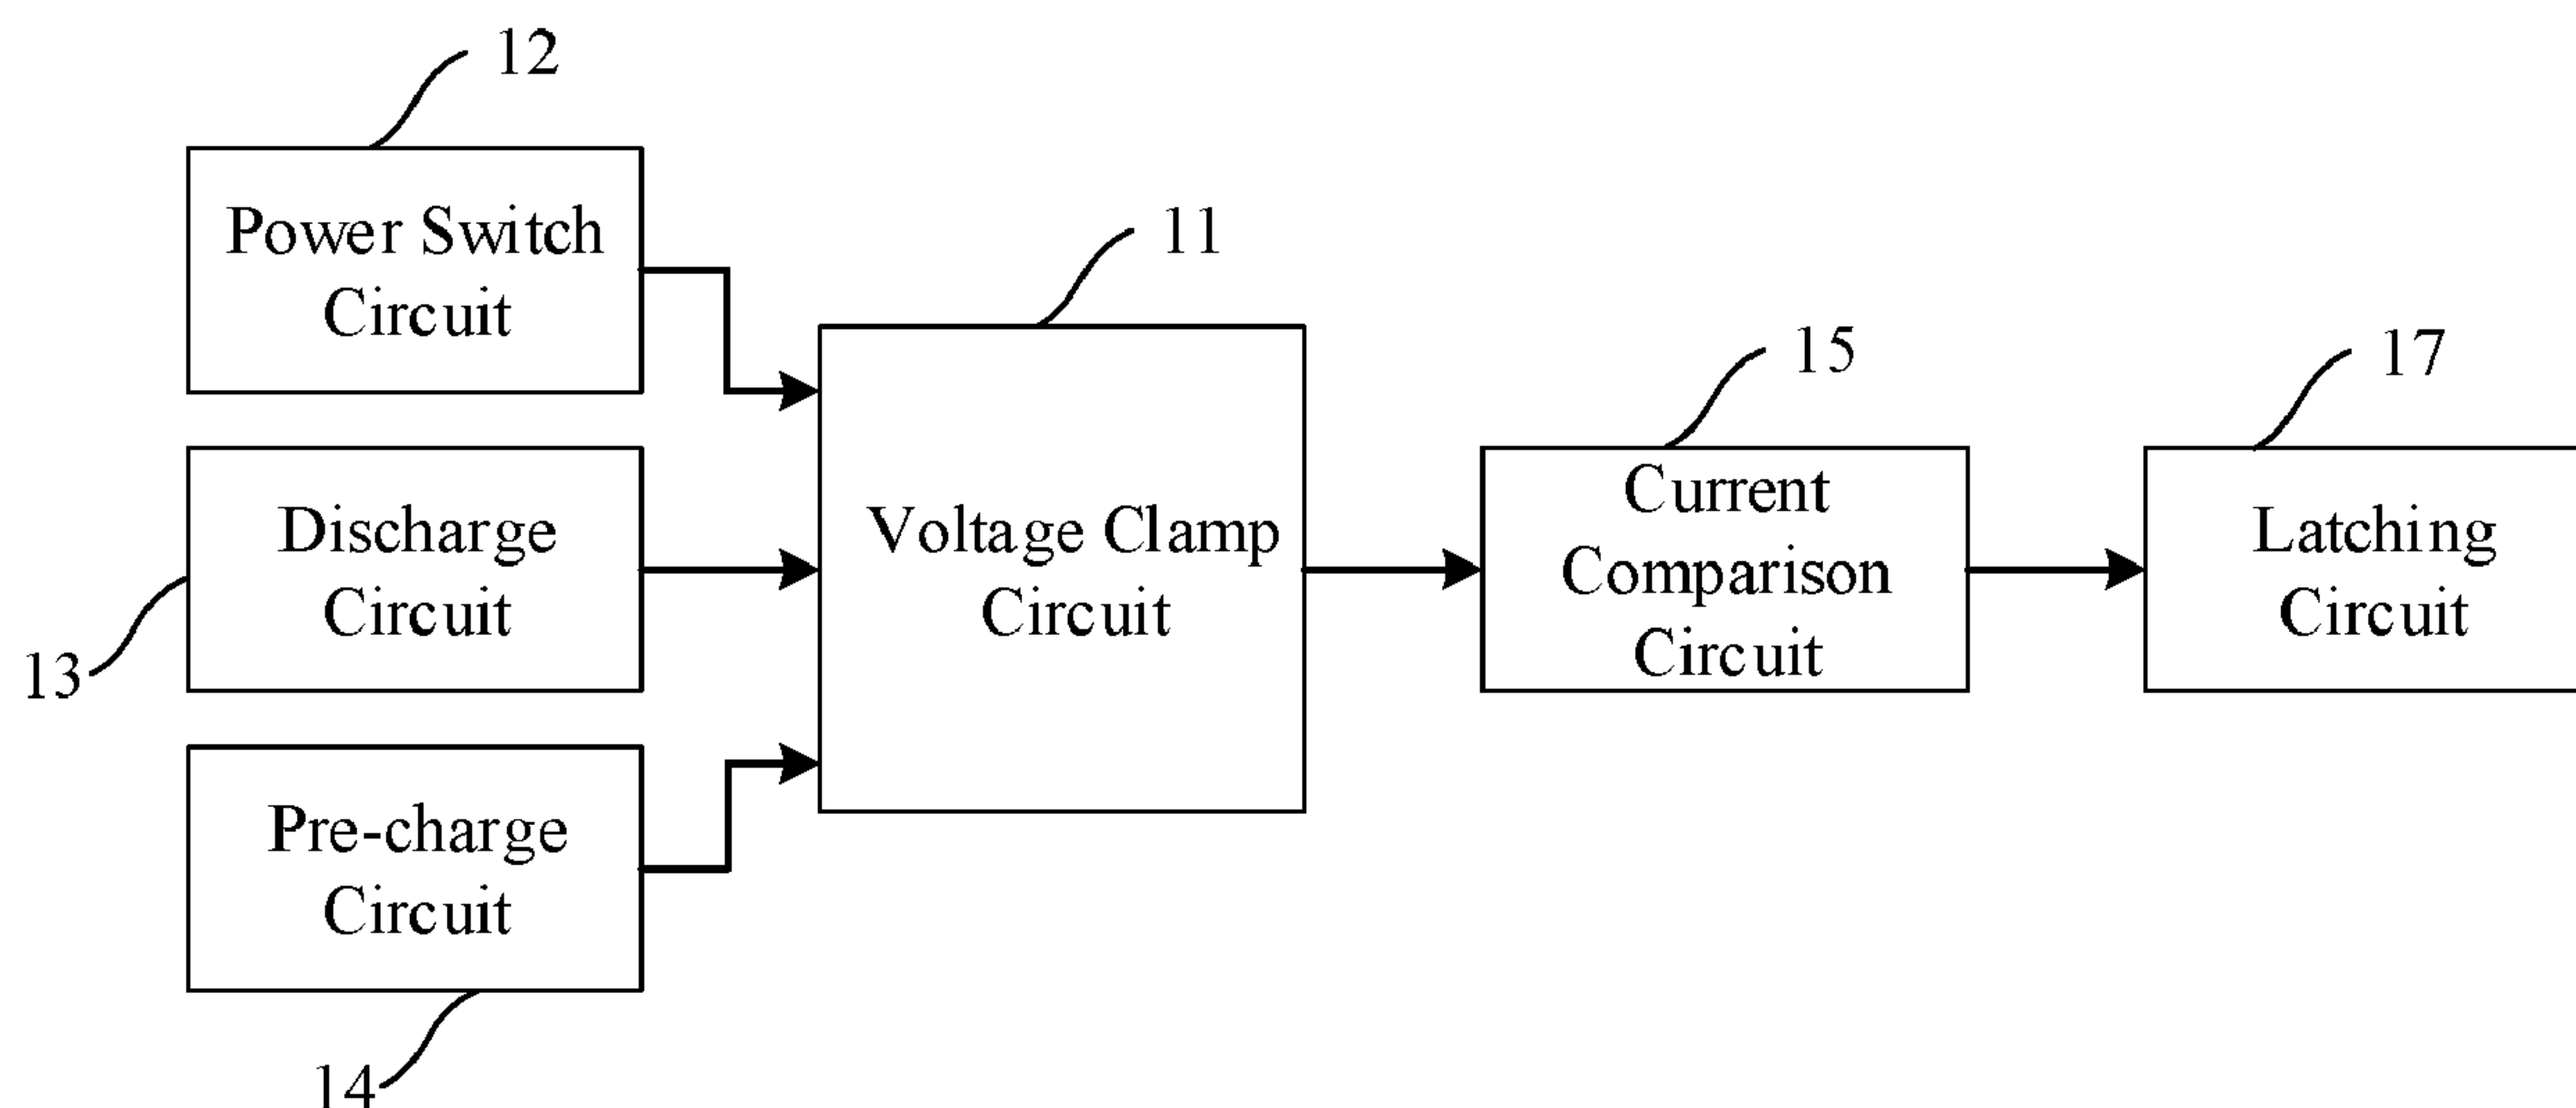 12
Power Switch
Circuit
11
15
17
Discharge
Circuit
13
Voltage Clamp
Circuit
Current
Comparison
Circuit
Latching
Circuit
Pre-charge
Circuit
14